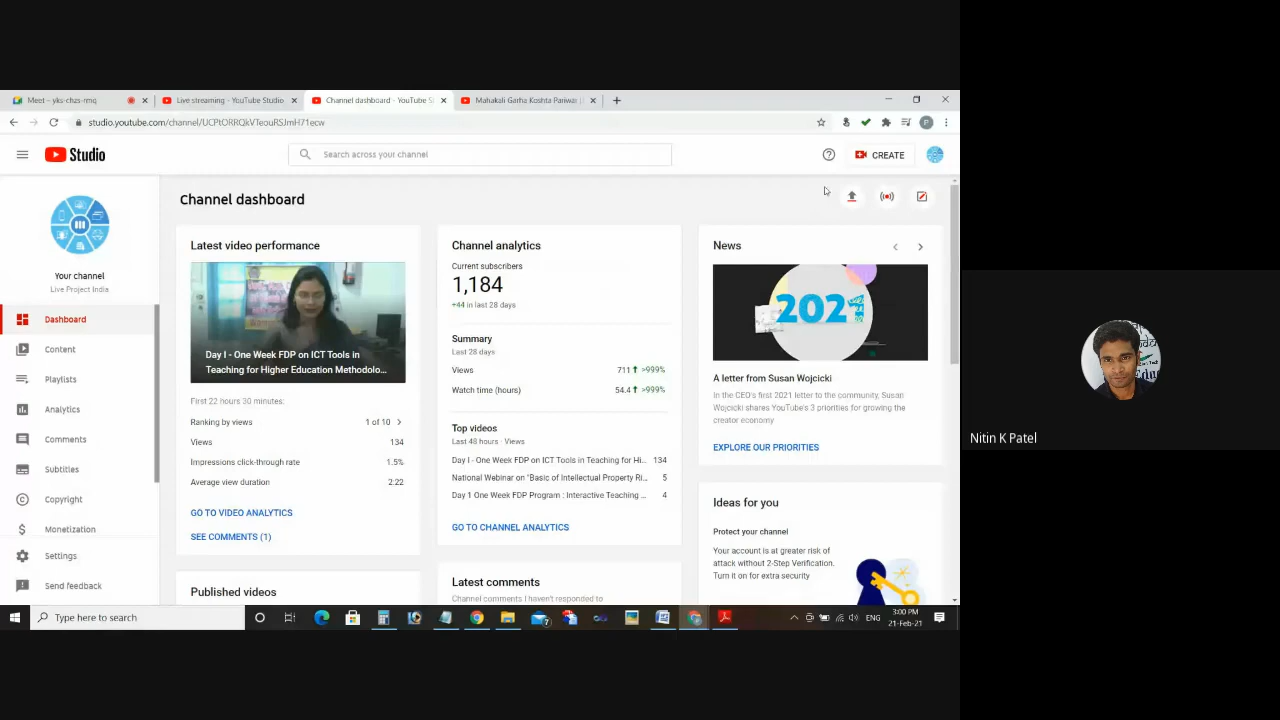 Meet – yks-chzs-rmq
Live streaming - YouTube Studio
Channel dashboard - YouTube S
Mahakali Garha Koshta Pariwar |
studio.youtube.com/channel/UCPtORRQkVTeouRSJmH71ecw
Studio
Search across your channel
CREATE
Your channel
Live Project India
Dashboard
Content
Playlists
Analytics
Comments
Subtitles
Copyright
Monetization
Settings
Send feedback
Channel dashboard
Latest video performance
Day I - One Week FDP on ICT Tools in
Teaching for Higher Education Methodolo...
First 22 hours 30 minutes:
Ranking by views 1 of 10
Views 134
Impressions click-through rate 1.5%
Average view duration 2:22
GO TO VIDEO ANALYTICS
SEE COMMENTS (1)
Published videos
Channel analytics
Current subscribers
1,184
+44 in last 28 days
Summary
Last 28 days
Views 711 >999%
Watch time (hours) 54.4 >999%
Top videos
Last 48 hours · Views
Day I - One Week FDP on ICT Tools in Teaching for Hi... 134
National Webinar on "Basic of Intellectual Property Ri... 5
Day 1 One Week FDP Program : Interactive Teaching ... 4
GO TO CHANNEL ANALYTICS
Latest comments
Channel comments I haven't responded to
News
2021
A letter from Susan Wojcicki
In the CEO's first 2021 letter to the community, Susan
Wojcicki shares YouTube's 3 priorities for growing the
creator economy
EXPLORE OUR PRIORITIES
Ideas for you
Protect your channel
Your account is at greater risk of
attack without 2-Step Verification.
Turn it on for extra security
Type here to search
ENG
3:00 PM
21-Feb-21
Nitin K Patel